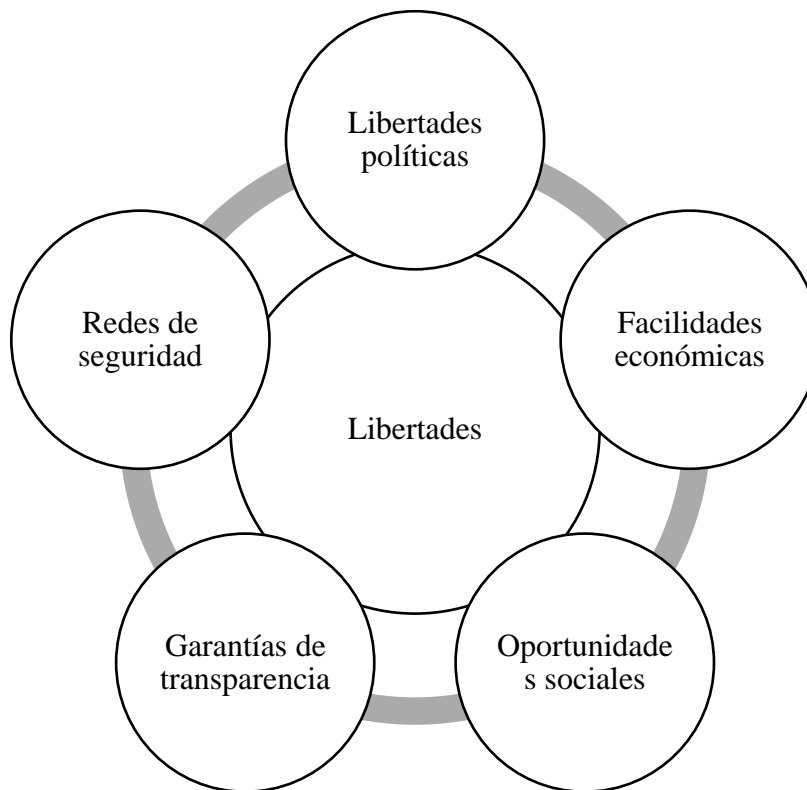 Libertades
políticas
Facilidades
económicas
Oportunidade
s sociales
Garantías de
transparencia
Redes de
seguridad
Libertades